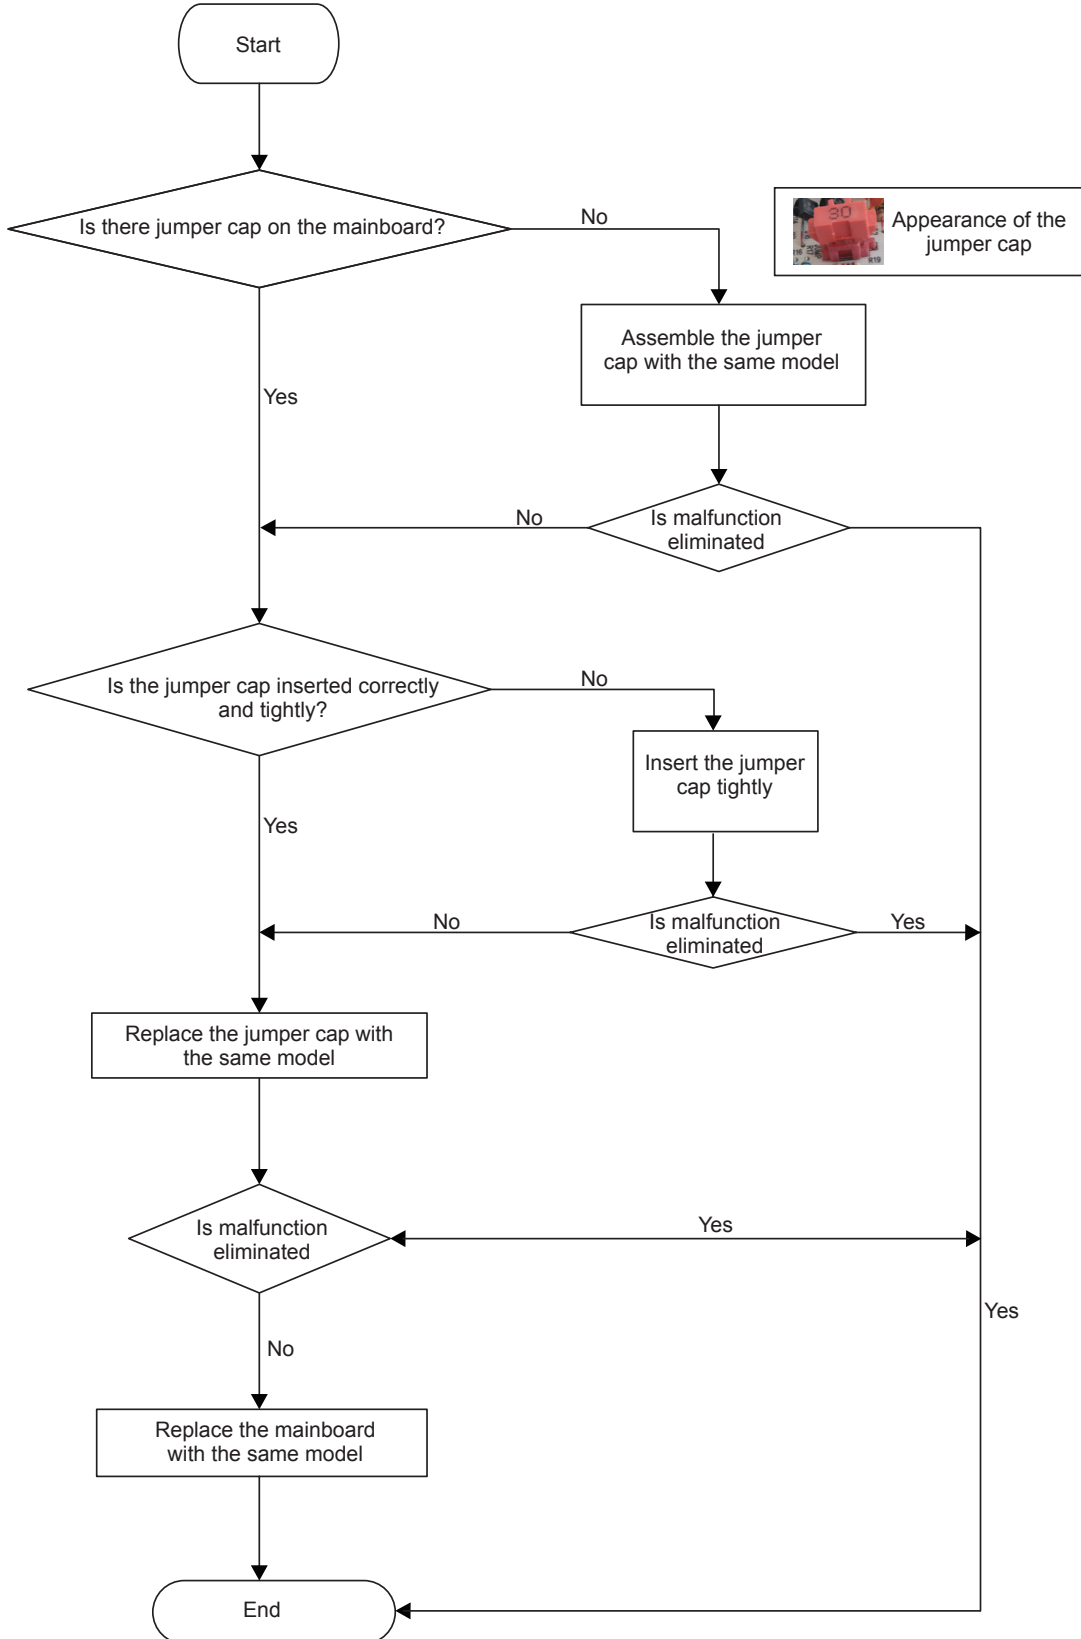 Start
Is there jumper cap on the mainboard?
No
30
R19
Appearance of the
jumper cap
Assemble the jumper
cap with the same model
Yes
No
Is malfunction
eliminated
Is the jumper cap inserted correctly
and tightly?
No
Insert the jumper
cap tightly
Yes
No
Is malfunction
eliminated
Yes
Replace the jumper cap with
the same model
Is malfunction
eliminated
Yes
Yes
No
Replace the mainboard
with the same model
End